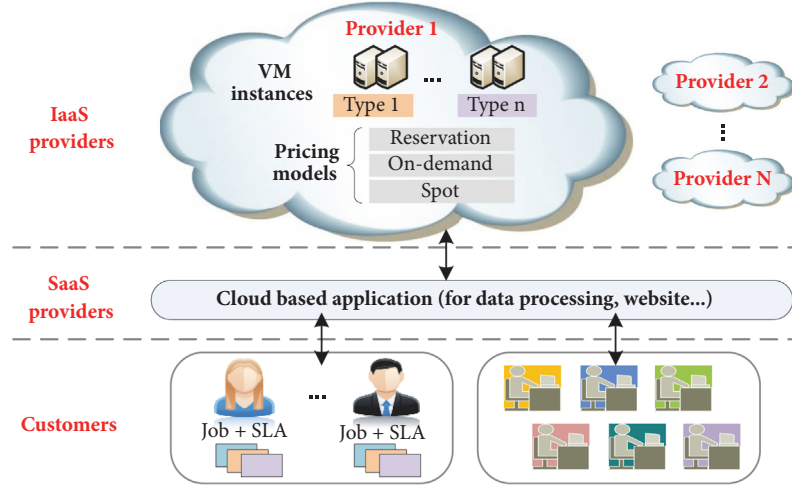 Provider 1
VM
instances
...
Type 1
Type n
Pricing
models
Reservation
On-demand
Spot
Provider 2
...
Provider N
IaaS
providers
SaaS
providers
Cloud based application (for data processing, website...)
Customers
...
Job + SLA
Job + SLA